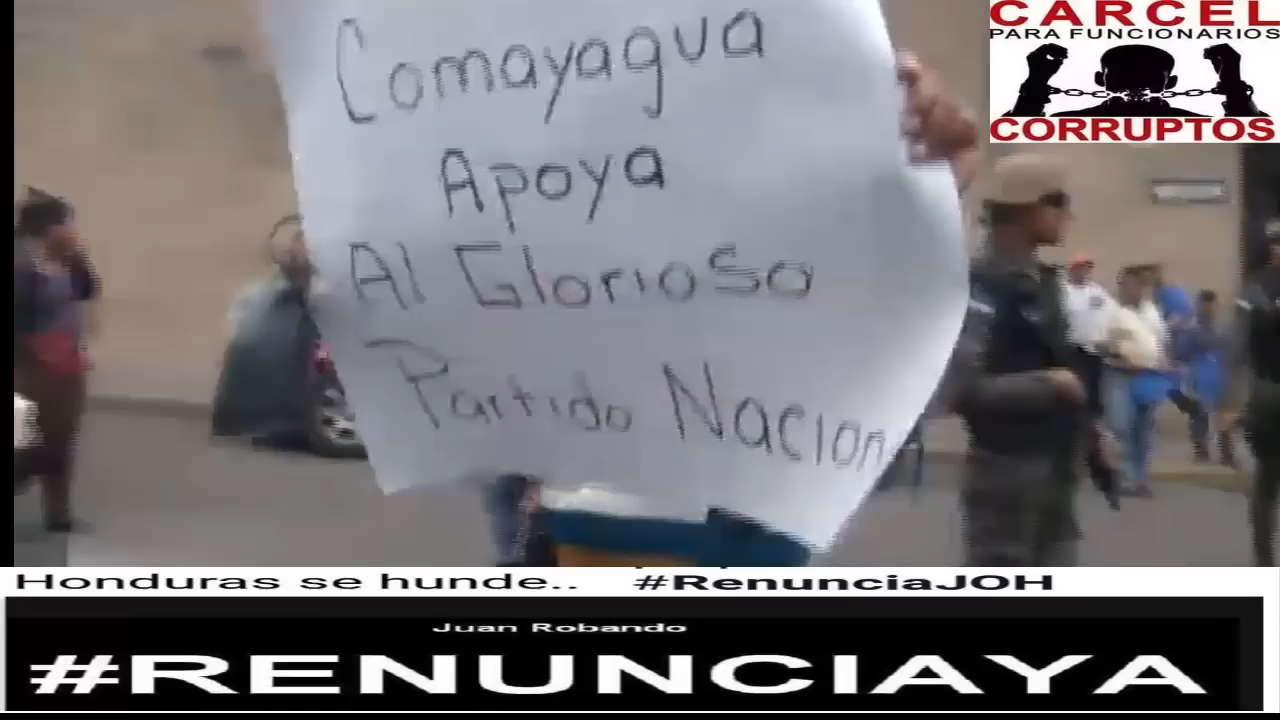 CARCEL
PARA FUNCIONARIOS
CORRUPTOS
Comayagua
Apoya
Al Glorioso
Partido Nacion
Honduras se hunde.. #RenunciaJOH
Juan Robando
#RENUNCIAYA